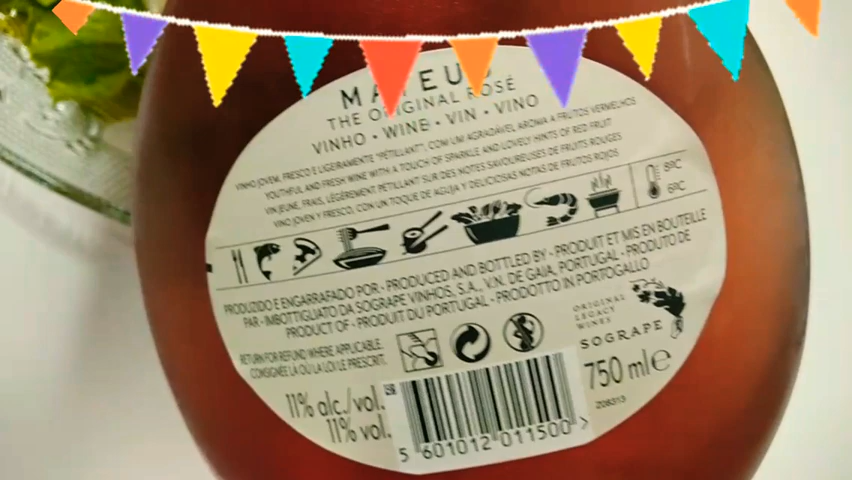 MATEUS
THE ORIGINAL ROSÉ
VINHO • WINE • VIN • VINO
VINHO JOVEM, FRESCO E LIGEIRAMENTE "PÉTILLANT", COM UM AGRADÁVEL AROMA A FRUTOS VERMELHOS
YOUTHFUL AND FRESH WINE WITH A TOUCH OF SPARKLE AND LOVELY HINTS OF RED FRUIT
VIN JEUNE, FRAIS, LÉGÈREMENT PETILLANT SUR DES NOTES SAVOUREUSES DE FRUITS ROUGES
VINO JOVEN Y FRESCO, CON UN TOQUE DE AGUJA Y DELICIOSAS NOTAS DE FRUTOS ROJOS
8ºC
6ºC
PRODUZIDO E ENGARRAFADO POR - PRODUCED AND BOTTLED BY - PRODUIT ET MIS EN BOUTEILLE
PAR - IMBOTTIGLIATO DA SOGRAPE VINHOS, S.A., V.N. DE GAIA, PORTUGAL - PRODUTO DE
PRODUCT OF - PRODUIT DU PORTUGAL - PRODOTTO IN PORTOGALLO
RETURN FOR REFUND WHERE APPLICABLE.
CONSIGNÉE LÀ OÙ LA LOI LE PRESCRIT.
ORIGINAL
LEGACY
WINES
SOGRAPE
11% alc./vol.
11% vol.
750 ml e
Z08313
5 601012 011500 >